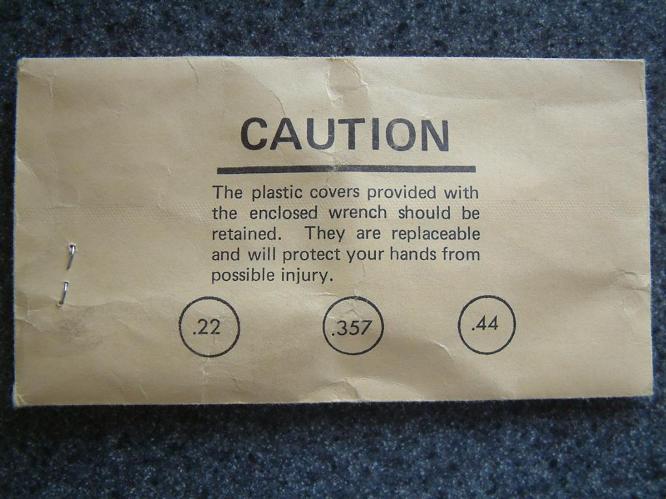 CAUTION
The plastic covers provided with
the enclosed wrench should be
retained. They are replaceable
and will protect your hands from
possible injury.
.22 .357 .44